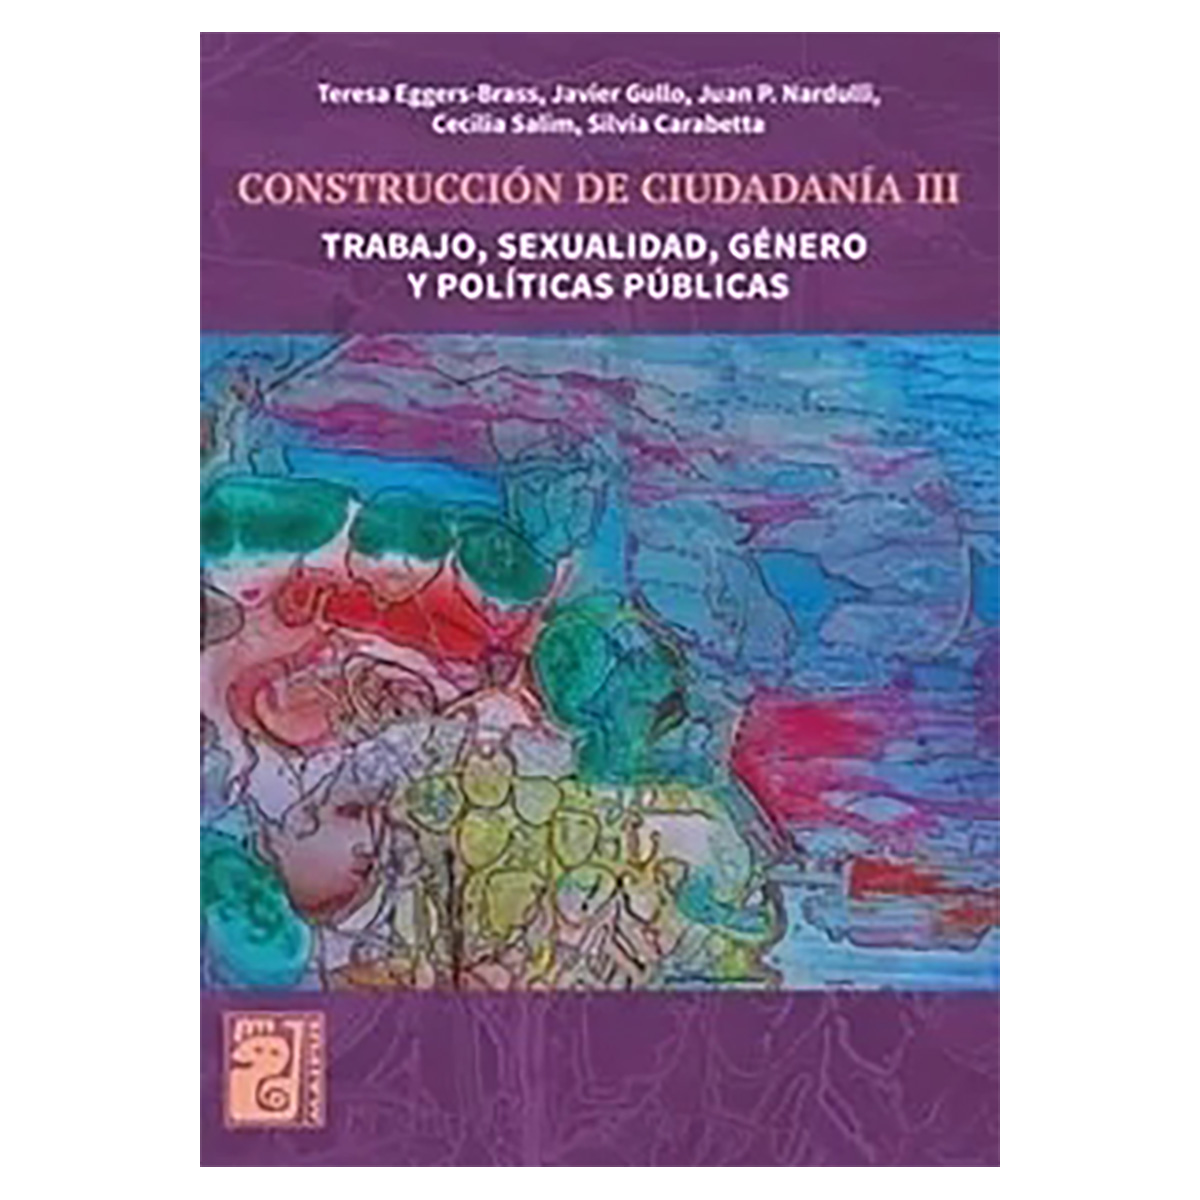 Teresa Eggers-Brass, Javier Gullo, Juan P. Nardulli,
Cecilia Salim, Silvia Carabetta
CONSTRUCCIÓN DE CIUDADANÍA III
TRABAJO, SEXUALIDAD, GÉNERO
Y POLÍTICAS PÚBLICAS
MAIPUE